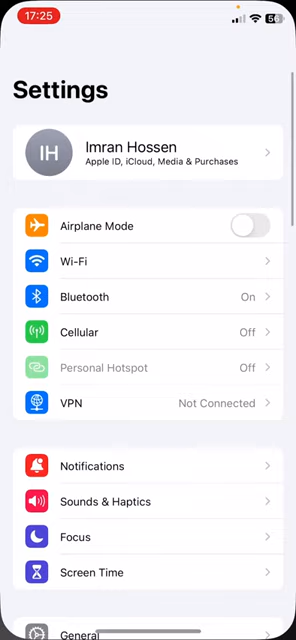 17:25
56
Settings
IH
Imran Hossen
Apple ID, iCloud, Media & Purchases
Airplane Mode
Wi-Fi
Bluetooth On
Cellular Off
Personal Hotspot Off
VPN Not Connected
Notifications
Sounds & Haptics
Focus
Screen Time
General